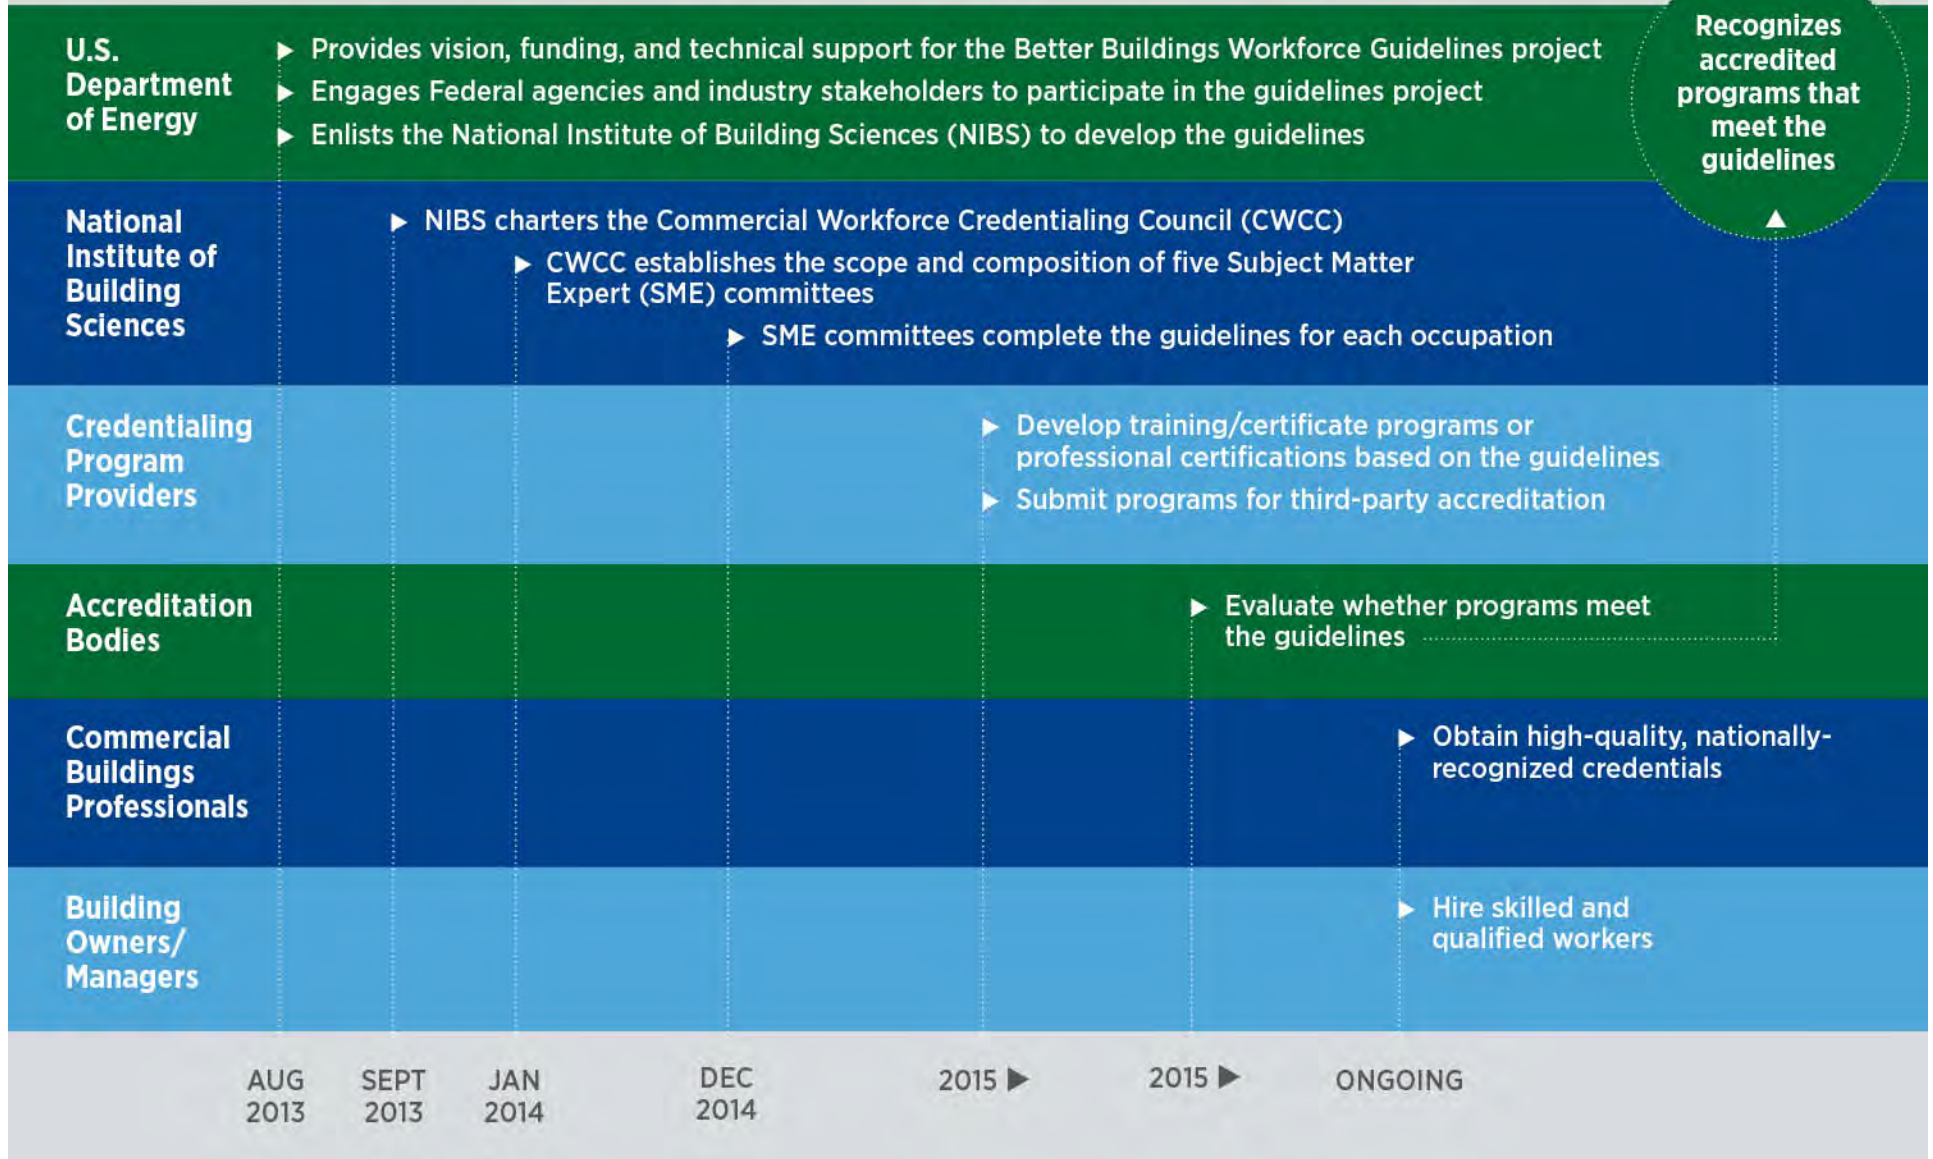 U.S.
Department
of Energy
▶ Provides vision, funding, and technical support for the Better Buildings Workforce Guidelines project
▶ Engages Federal agencies and industry stakeholders to participate in the guidelines project
▶ Enlists the National Institute of Building Sciences (NIBS) to develop the guidelines
Recognizes
accredited
programs that
meet the
guidelines
National
Institute of
Building
Sciences
▶ NIBS charters the Commercial Workforce Credentialing Council (CWCC)
▶ CWCC establishes the scope and composition of five Subject Matter
Expert (SME) committees
▶ SME committees complete the guidelines for each occupation
Credentialing
Program
Providers
▶ Develop training/certificate programs or
professional certifications based on the guidelines
▶ Submit programs for third-party accreditation
Accreditation
Bodies
▶ Evaluate whether programs meet
the guidelines
Commercial
Buildings
Professionals
▶ Obtain high-quality, nationally-
recognized credentials
Building
Owners/
Managers
▶ Hire skilled and
qualified workers
AUG
2013
SEPT
2013
JAN
2014
DEC
2014
2015 ▶
2015 ▶
ONGOING